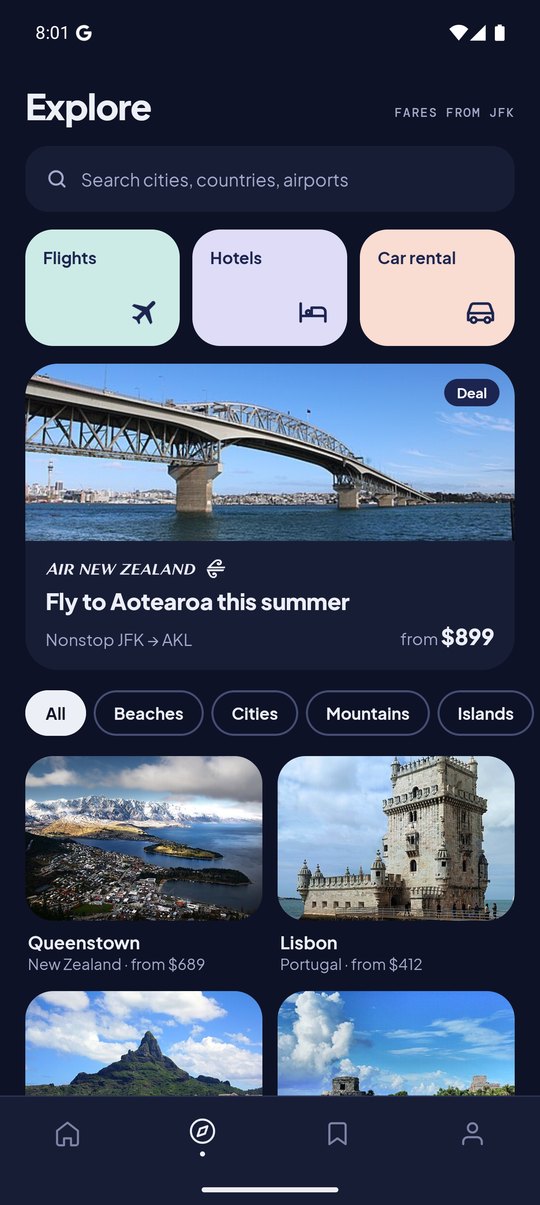 8:01
Explore
FARES FROM JFK
Search cities, countries, airports
Flights
Hotels
Car rental
Deal
AIR NEW ZEALAND
Fly to Aotearoa this summer
Nonstop JFK → AKL
from $899
All
Beaches
Cities
Mountains
Islands
Queenstown
New Zealand · from $689
Lisbon
Portugal · from $412